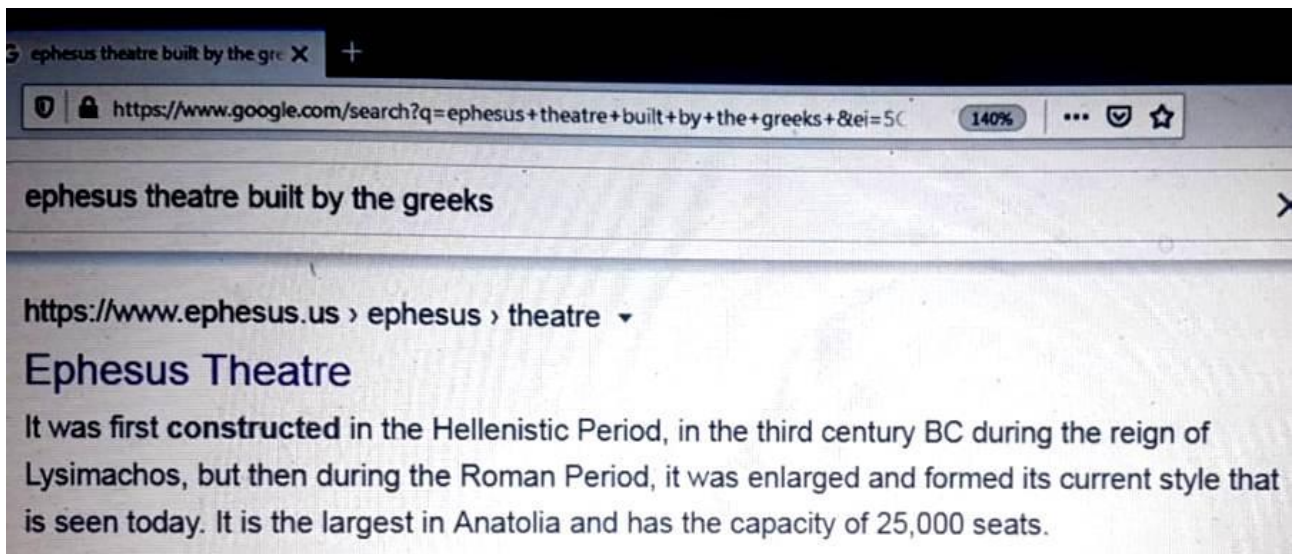 ephesus theatre built by the gre
https://www.google.com/search?q=ephesus+theatre+built+by+the+greeks+&ei=5C
140%
ephesus theatre built by the greeks
https://www.ephesus.us › ephesus › theatre
Ephesus Theatre
It was first constructed in the Hellenistic Period, in the third century BC during the reign of
Lysimachos, but then during the Roman Period, it was enlarged and formed its current style that
is seen today. It is the largest in Anatolia and has the capacity of 25,000 seats.